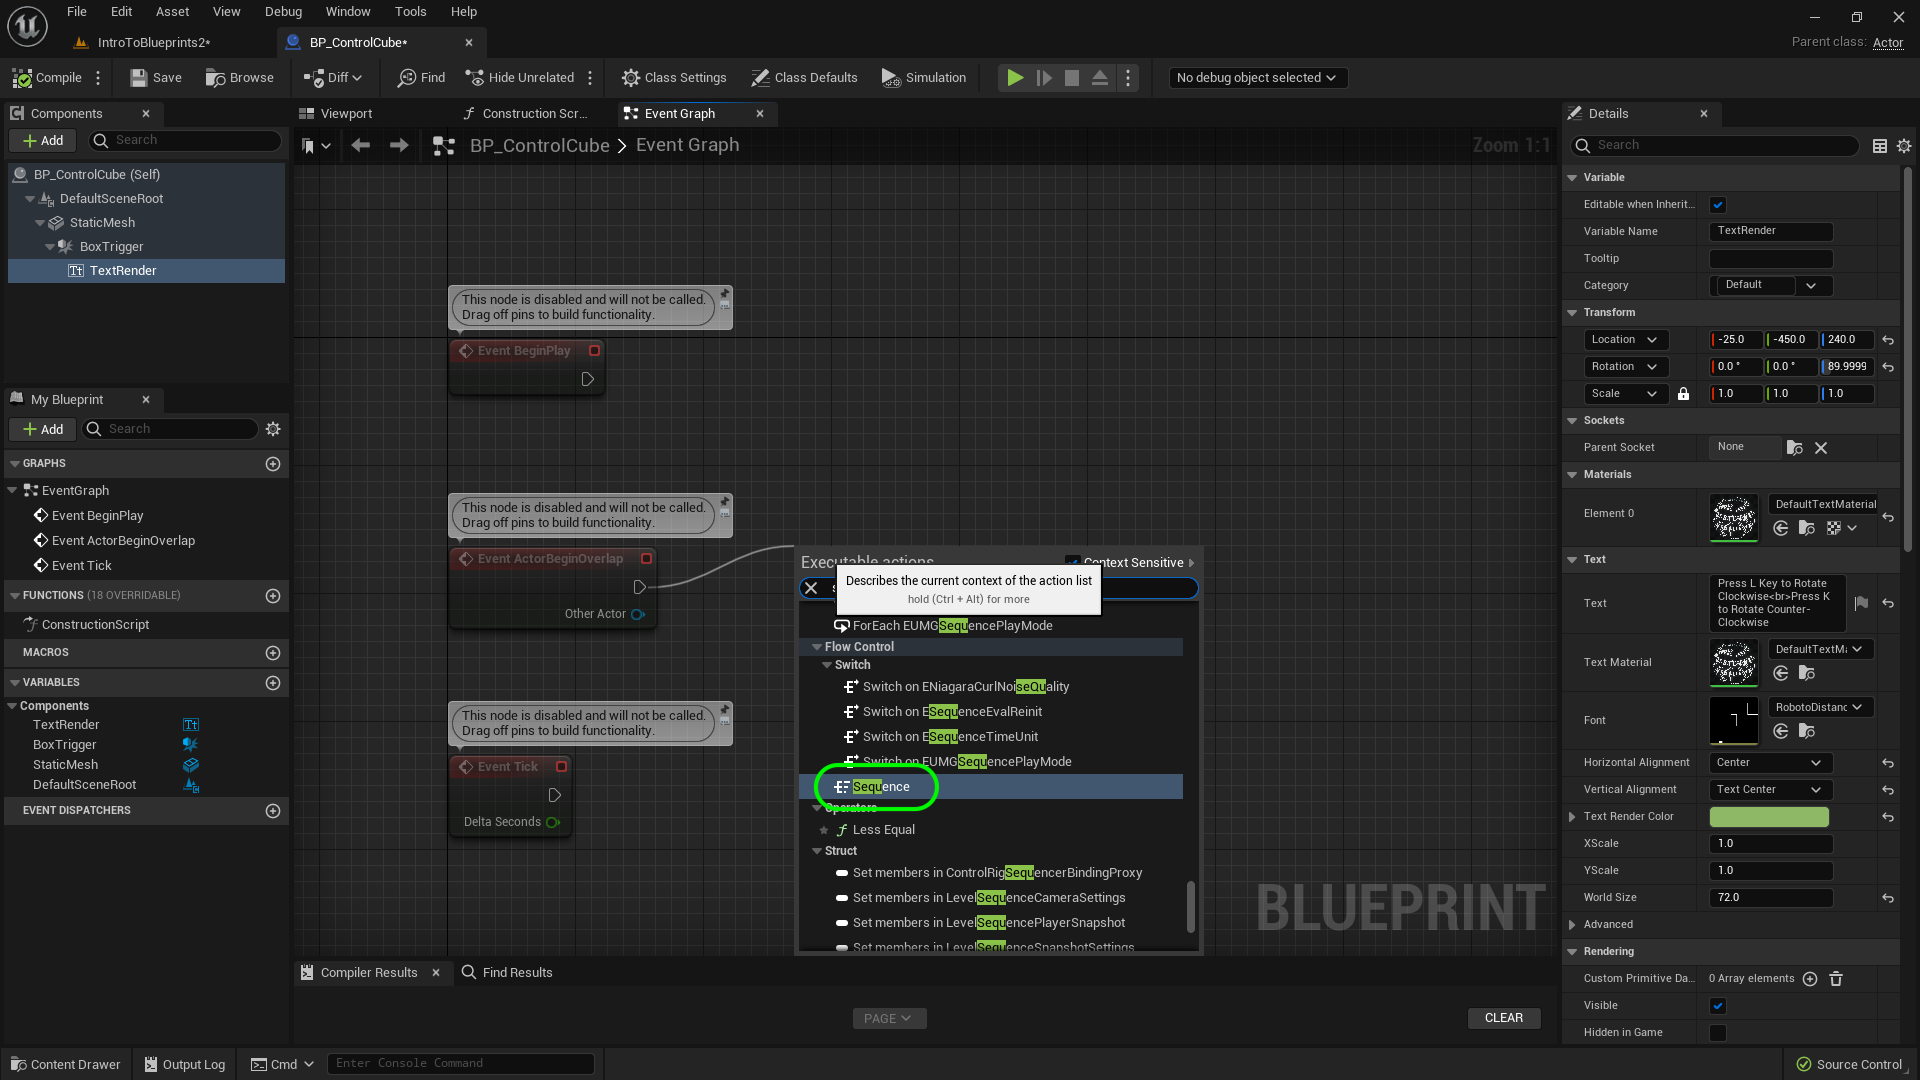 File Edit Asset View Debug Window Tools Help
IntroToBlueprints2*
BP_ControlCube*
Parent class: Actor
Compile
Save
Browse
Diff
Find
Hide Unrelated
Class Settings
Class Defaults
Simulation
No debug object selected
Components
Add
Search
BP_ControlCube (Self)
DefaultSceneRoot
StaticMesh
BoxTrigger
TextRender
My Blueprint
Add
Search
GRAPHS
EventGraph
Event BeginPlay
Event ActorBeginOverlap
Event Tick
FUNCTIONS (18 OVERRIDABLE)
ConstructionScript
MACROS
VARIABLES
Components
TextRender
BoxTrigger
StaticMesh
DefaultSceneRoot
EVENT DISPATCHERS
Viewport
Construction Scr...
Event Graph
BP_ControlCube > Event Graph
Zoom 1:1
This node is disabled and will not be called.
Drag off pins to build functionality.
Event BeginPlay
This node is disabled and will not be called.
Drag off pins to build functionality.
Event ActorBeginOverlap
Other Actor
This node is disabled and will not be called.
Drag off pins to build functionality.
Event Tick
Delta Seconds
Executable actions
Context Sensitive
Describes the current context of the action list
hold (Ctrl + Alt) for more
ForEach EUMGSequencePlayMode
Flow Control
Switch
Switch on ENiagaraCurlNoiseQuality
Switch on ESequenceEvalReinit
Switch on ESequenceTimeUnit
Switch on EUMGSequencePlayMode
Sequence
Operators
Less Equal
Struct
Set members in ControlRigSequencerBindingProxy
Set members in LevelSequenceCameraSettings
Set members in LevelSequencePlayerSnapshot
Set members in LevelSequenceSnapshotSettings
BLUEPRINT
Compiler Results
Find Results
PAGE
CLEAR
Details
Search
Variable
Editable when Inherit...
Variable Name TextRender
Tooltip
Category Default
Transform
Location -25.0 -450.0 240.0
Rotation 0.0 ° 0.0 ° 89.9999
Scale 1.0 1.0 1.0
Sockets
Parent Socket None
Materials
Element 0 DefaultTextMaterial
Text
Text
Press L Key to Rotate
Clockwise<br>Press K
to Rotate Counter-
Clockwise
Text Material DefaultTextMa
Font RobotoDistanc
Horizontal Alignment Center
Vertical Alignment Text Center
Text Render Color
XScale 1.0
YScale 1.0
World Size 72.0
Advanced
Rendering
Custom Primitive Da... 0 Array elements
Visible
Hidden in Game
Content Drawer
Output Log
Cmd
Enter Console Command
Source Control